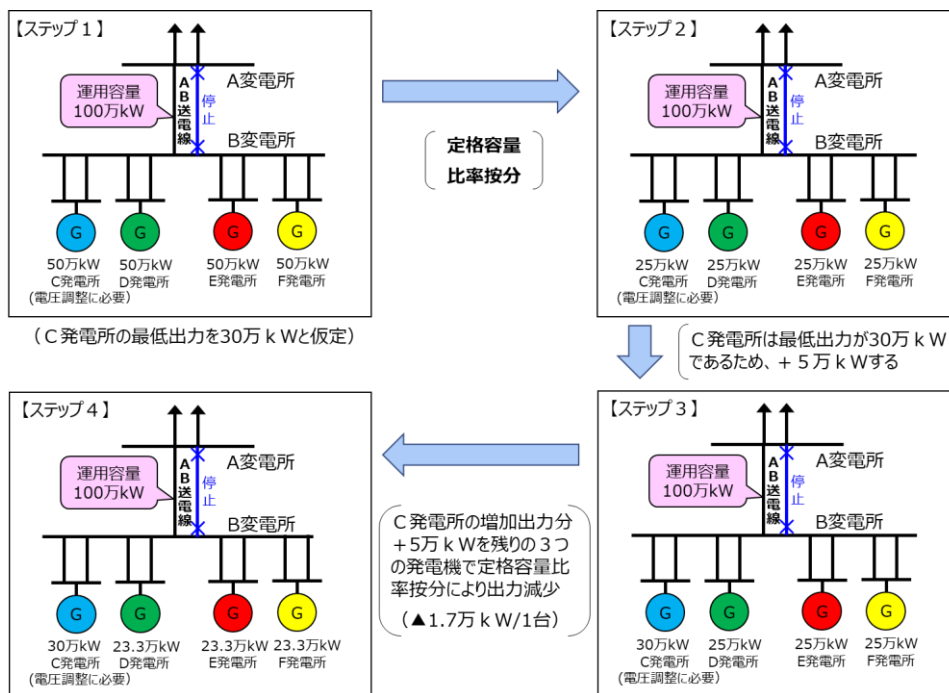 【ステップ１】
A変電所
運用容量
100万kW
AB送電線
停止
B変電所
G
G
G
G
50万kW
C発電所
(電圧調整に必要)
50万kW
D発電所
50万kW
E発電所
50万kW
F発電所
（Ｃ発電所の最低出力を30万ｋWと仮定）
定格容量
比率按分
【ステップ２】
A変電所
運用容量
100万kW
AB送電線
停止
B変電所
G
G
G
G
25万kW
C発電所
(電圧調整に必要)
25万kW
D発電所
25万kW
E発電所
25万kW
F発電所
Ｃ発電所は最低出力が30万ｋW
であるため、＋５万ｋWする
【ステップ３】
A変電所
運用容量
100万kW
AB送電線
停止
B変電所
G
G
G
G
30万kW
C発電所
(電圧調整に必要)
25万kW
D発電所
25万kW
E発電所
25万kW
F発電所
Ｃ発電所の増加出力分
+5万ｋWを残りの３つ
の発電機で定格容量比
率按分により出力減少
（▲1.7万ｋW/1台）
【ステップ４】
A変電所
運用容量
100万kW
AB送電線
停止
B変電所
G
G
G
G
30万kW
C発電所
(電圧調整に必要)
23.3万kW
D発電所
23.3万kW
E発電所
23.3万kW
F発電所